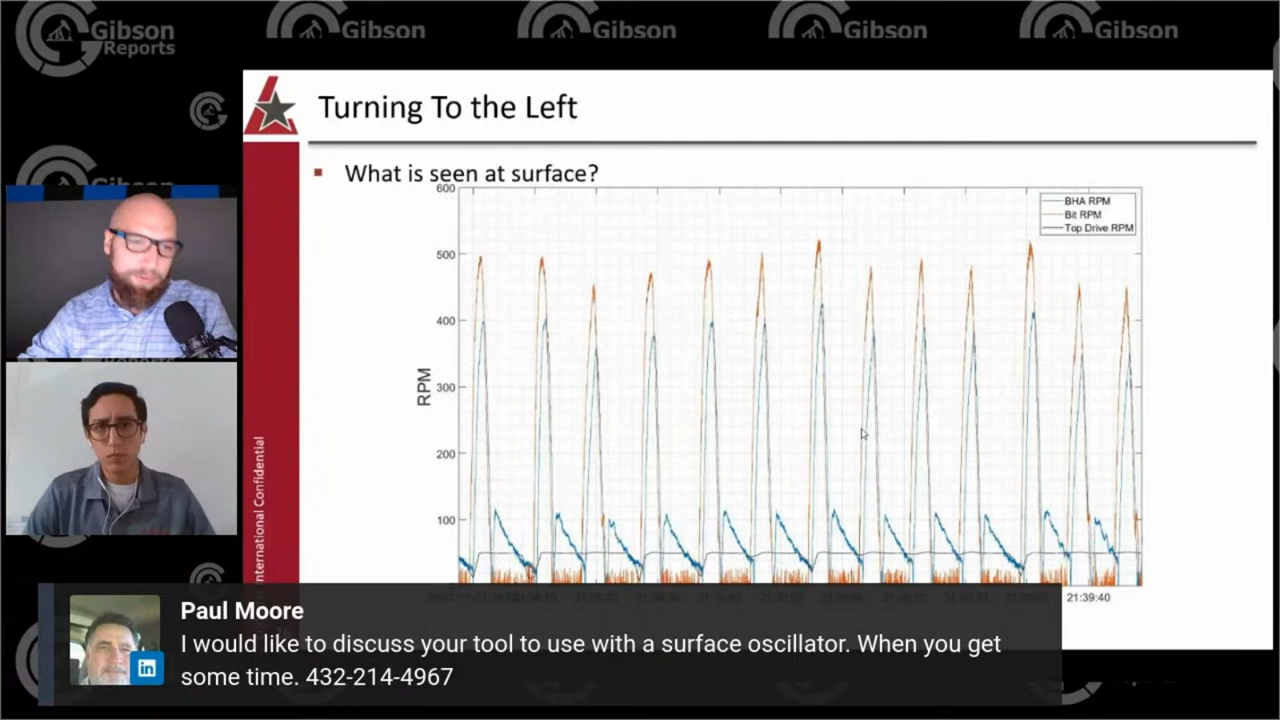 Gibson
Reports
Gibson
Gibson
Gibson
Gibson
Gibson
Turning To the Left
What is seen at surface?
600
500
400
300
200
100
RPM
BHA RPM
Bit RPM
Top Drive RPM
21:39:40
International Confidential
Paul Moore
I would like to discuss your tool to use with a surface oscillator. When you get
some time. 432-214-4967
in